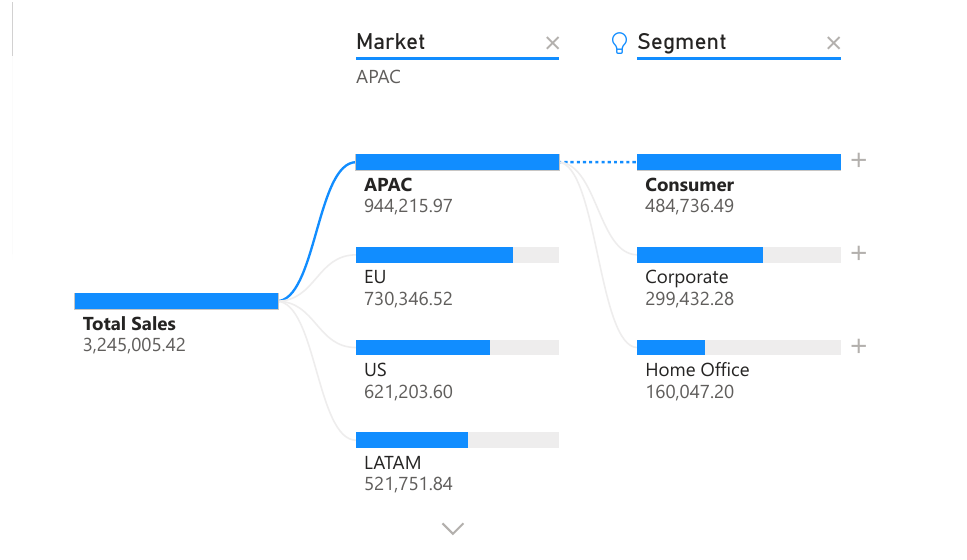 Market
Segment
APAC
APAC
944,215.97
Consumer
484,736.49
EU
730,346.52
Corporate
299,432.28
Total Sales
3,245,005.42
US
621,203.60
Home Office
160,047.20
LATAM
521,751.84